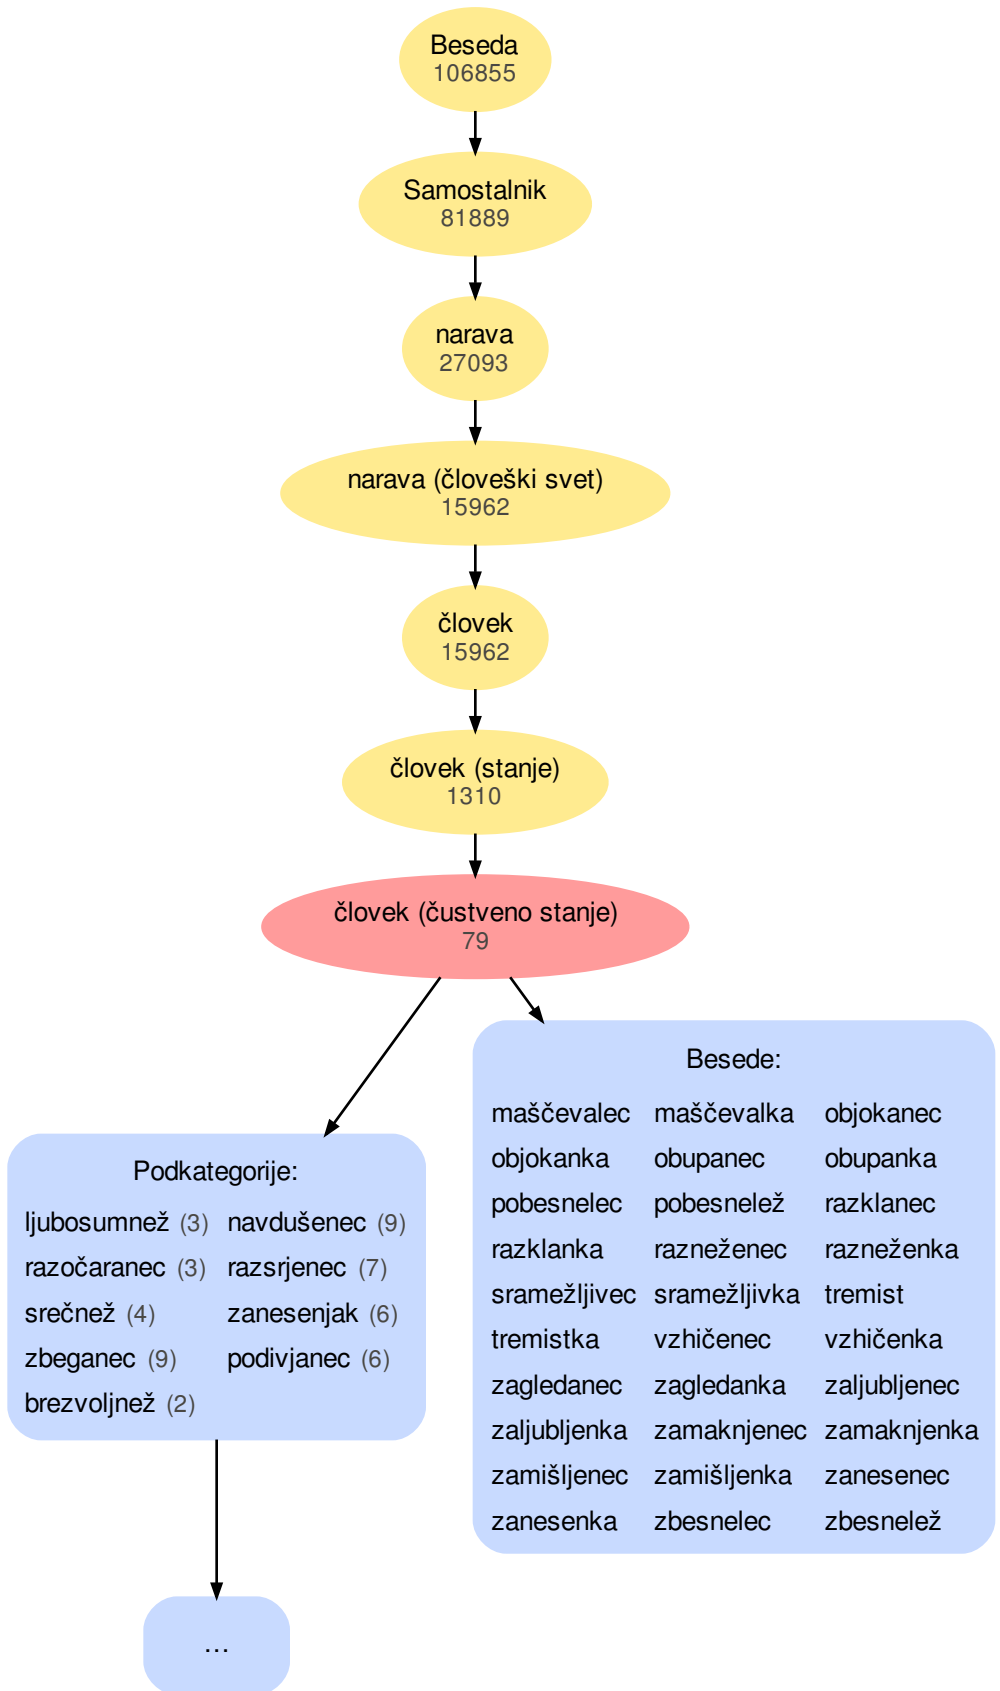 Beseda
106855
Samostalnik
81889
narava
27093
narava (človeški svet)
15962
človek
15962
človek (stanje)
1310
človek (čustveno stanje)
79
Podkategorije:
ljubosumnež (3) navdušenec (9)
razočaranec (3) razsrjenec (7)
srečnež (4) zanesenjak (6)
zbeganec (9) podivjanec (6)
brezvoljnež (2)
...
Besede:
maščevalec maščevalka objokanec
objokanka obupanec obupanka
pobesnelec pobesnelež razklanec
razklanka razneženec razneženka
sramežljivec sramežljivka tremist
tremistka vzhičenec vzhičenka
zagledanec zagledanka zaljubljenec
zaljubljenka zamaknjenec zamaknjenka
zamišljenec zamišljenka zanesenec
zanesenka zbesnelec zbesnelež